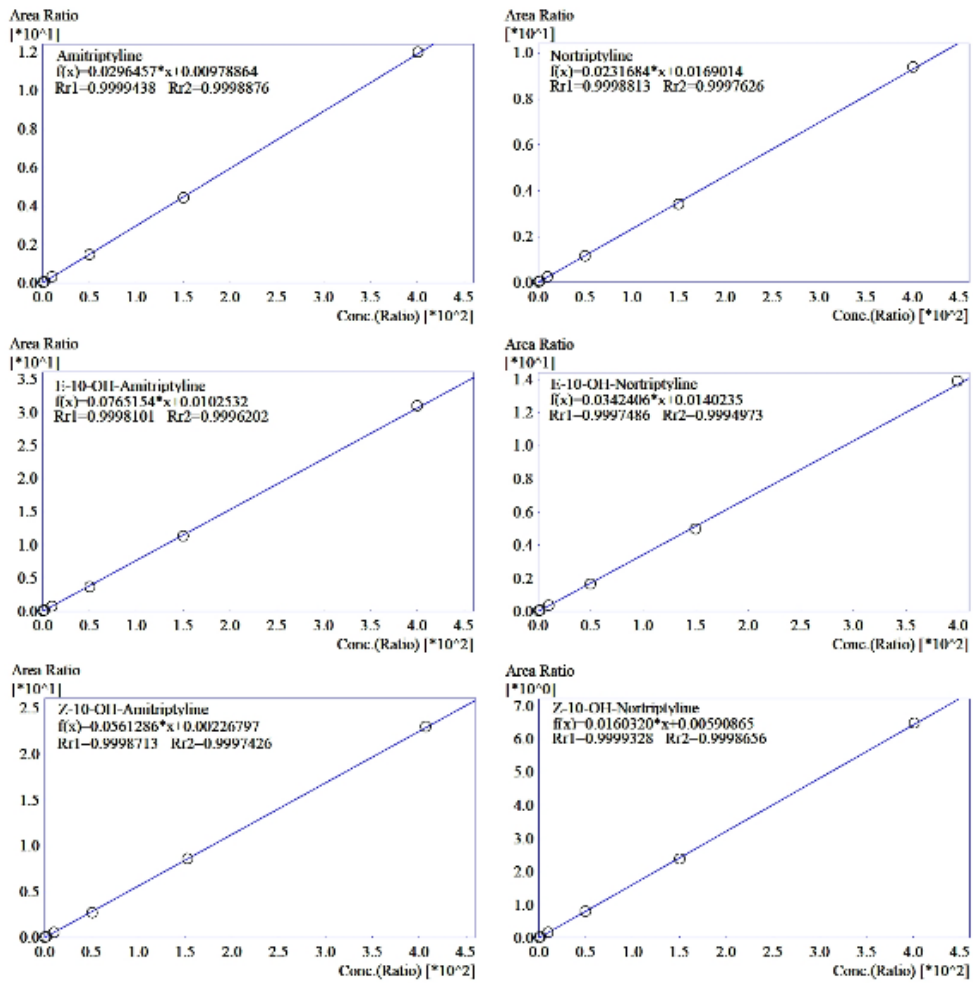 Area Ratio
[*10^1]
Amitriptyline
f(x)=0.0296457*x+0.00978864
Rr1=0.9999438 Rr2=0.9998876
1.2
1.0
0.8
0.6
0.4
0.2
0.0
0.0 0.5 1.0 1.5 2.0 2.5 3.0 3.5 4.0 4.5
Conc.(Ratio) [*10^2]
Area Ratio
[*10^1]
Nortriptyline
f(x)=0.0231684*x+0.0169014
Rr1=0.9998813 Rr2=0.9997626
1.0
0.8
0.6
0.4
0.2
0.0
0.0 0.5 1.0 1.5 2.0 2.5 3.0 3.5 4.0 4.5
Conc.(Ratio) [*10^2]
Area Ratio
[*10^1]
E-10-OH-Amitriptyline
f(x)=0.0765154*x+0.0102532
Rr1=0.9998101 Rr2=0.9996202
3.5
3.0
2.5
2.0
1.5
1.0
0.5
0.0
0.0 0.5 1.0 1.5 2.0 2.5 3.0 3.5 4.0 4.5
Conc.(Ratio) [*10^2]
Area Ratio
[*10^1]
E-10-OH-Nortriptyline
f(x)=0.0342406*x+0.0140235
Rr1=0.9997486 Rr2=0.9994973
1.4
1.2
1.0
0.8
0.6
0.4
0.2
0.0
0.0 0.5 1.0 1.5 2.0 2.5 3.0 3.5 4.0
Conc.(Ratio) [*10^2]
Area Ratio
[*10^1]
Z-10-OH-Amitriptyline
f(x)=0.0561286*x+0.00226797
Rr1=0.9998713 Rr2=0.9997426
2.5
2.0
1.5
1.0
0.5
0.0
0.0 0.5 1.0 1.5 2.0 2.5 3.0 3.5 4.0 4.5
Conc.(Ratio) [*10^2]
Area Ratio
[*10^0]
Z-10-OH-Nortriptyline
f(x)=0.0160320*x+0.00590865
Rr1=0.9999328 Rr2=0.9998656
7.0
6.0
5.0
4.0
3.0
2.0
1.0
0.0
0.0 0.5 1.0 1.5 2.0 2.5 3.0 3.5 4.0 4.5
Conc.(Ratio) [*10^2]